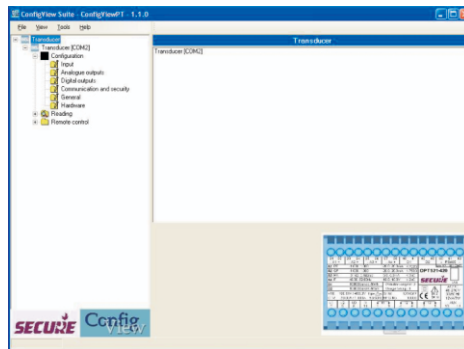 ConfigView Suite - ConfigViewPT - 1.1.0
File View Tools Help
Transducer
Transducer [COM2]
Configuration
Input
Analogue outputs
Digital outputs
Communication and security
General
Hardware
Reading
Remote control
Transducer
Transducer [COM2]
SECURE
Config
View
SECURE